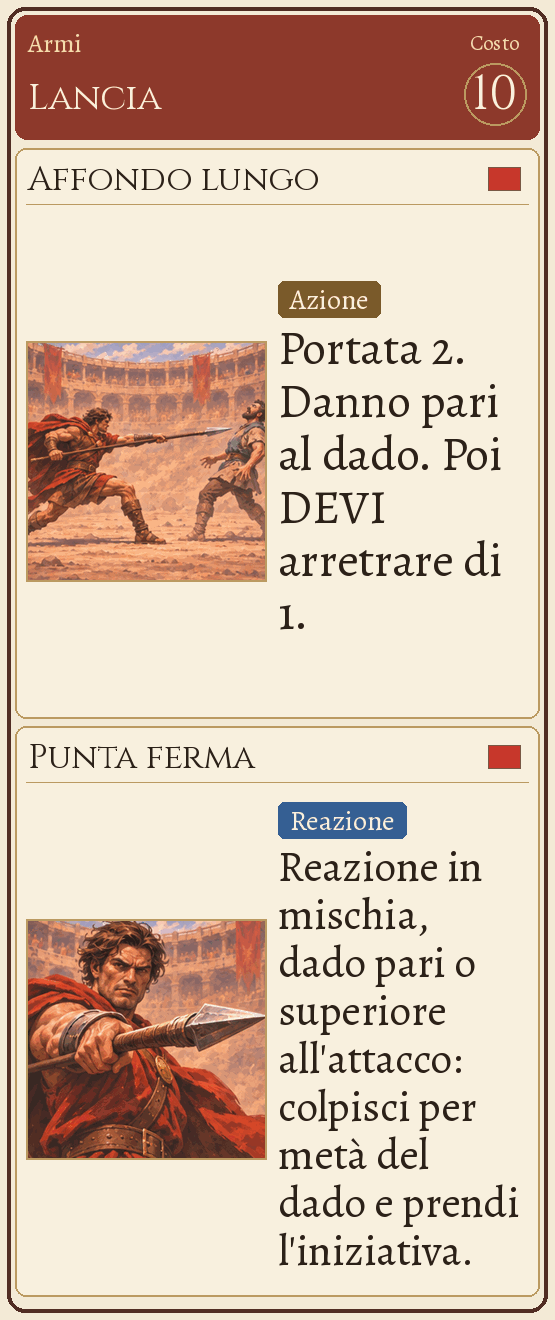 Armi
Costo
Lancia
10
Affondo lungo
Azione
Portata 2.
Danno pari
al dado. Poi
DEVI
arretrare di
1.
Punta ferma
Reazione
Reazione in
mischia,
dado pari o
superiore
all'attacco:
colpisci per
metà del
dado e prendi
l'iniziativa.